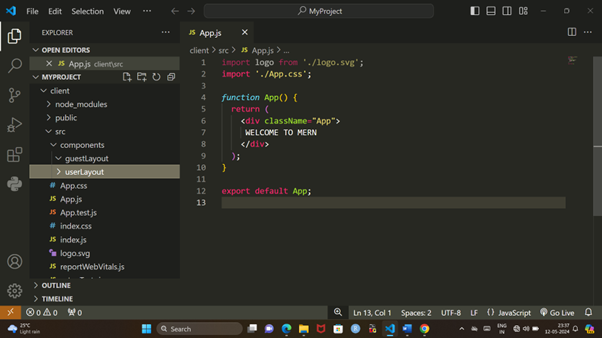 File Edit Selection View ... MyProject
EXPLORER ...
OPEN EDITORS
App.js client\src
MYPROJECT
client
node_modules
public
src
components
guestLayout
userLayout
# App.css
JS App.js
JS App.test.js
# index.css
JS index.js
logo.svg
JS reportWebVitals.js
OUTLINE
TIMELINE
JS App.js
client > src > JS App.js > ...
1 import logo from './logo.svg';
2 import './App.css';
3
4 function App() {
5 return (
6 <div className="App">
7 WELCOME TO MERN
8 </div>
9 );
10 }
11
12 export default App;
13
0 0 0 Ln 13, Col 1 Spaces: 2 UTF-8 LF {} JavaScript Go Live
25°C
Light rain
Search
ENG
IN
23:37
12-05-2024